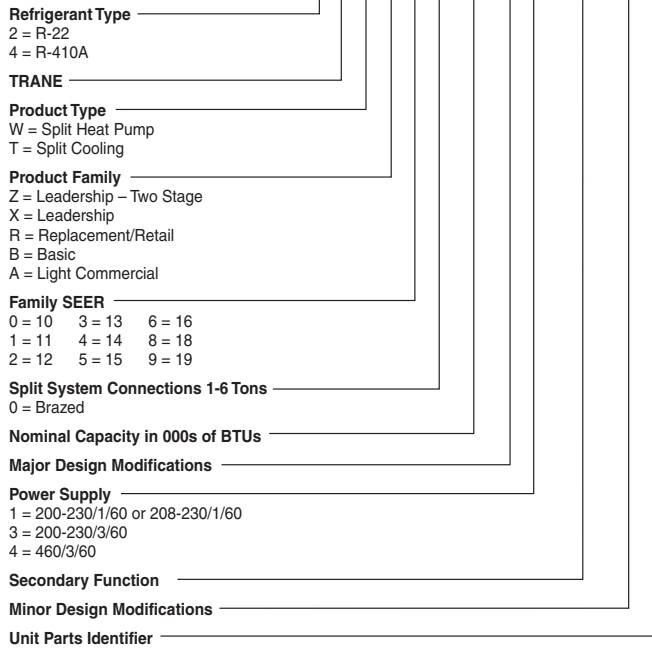 Refrigerant Type
2 = R-22
4 = R-410A
TRANE
Product Type
W = Split Heat Pump
T = Split Cooling
Product Family
Z = Leadership – Two Stage
X = Leadership
R = Replacement/Retail
B = Basic
A = Light Commercial
Family SEER
0 = 10 3 = 13 6 = 16
1 = 11 4 = 14 8 = 18
2 = 12 5 = 15 9 = 19
Split System Connections 1-6 Tons
0 = Brazed
Nominal Capacity in 000s of BTUs
Major Design Modifications
Power Supply
1 = 200-230/1/60 or 208-230/1/60
3 = 200-230/3/60
4 = 460/3/60
Secondary Function
Minor Design Modifications
Unit Parts Identifier